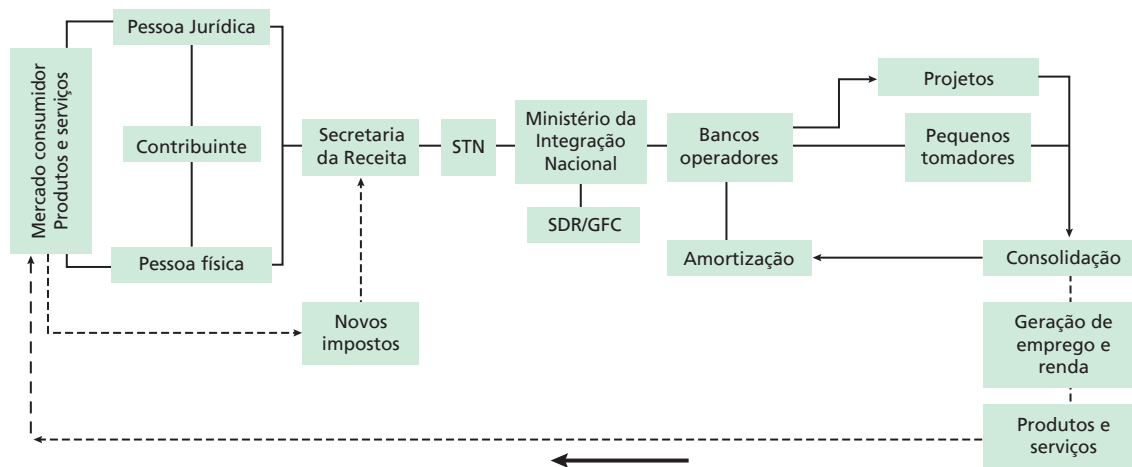 Mercado consumidor
Produtos e serviços
Pessoa Jurídica
Contribuinte
Pessoa física
Secretaria
da Receita
Novos
impostos
STN
Ministério da
Integração
Nacional
SDR/GFC
Bancos
operadores
Amortização
Projetos
Pequenos
tomadores
Consolidação
Geração de
emprego e
renda
Produtos e
serviços